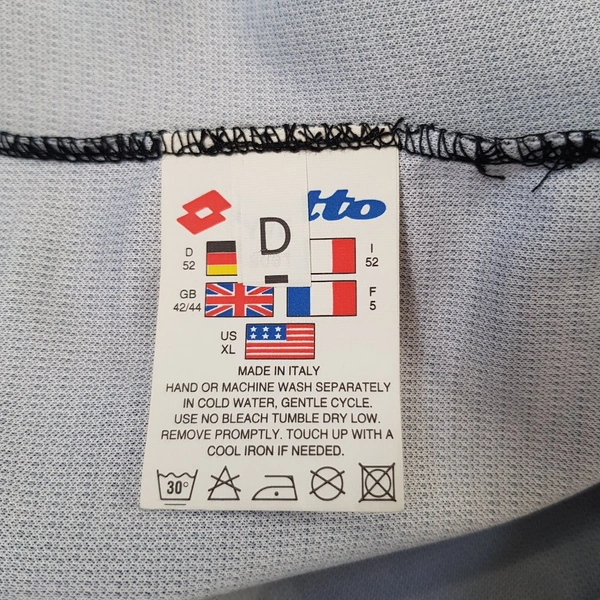 tto
D
D
52
I
52
GB
42/44
F
5
US
XL
MADE IN ITALY
HAND OR MACHINE WASH SEPARATELY
IN COLD WATER, GENTLE CYCLE.
USE NO BLEACH TUMBLE DRY LOW.
REMOVE PROMPTLY. TOUCH UP WITH A
COOL IRON IF NEEDED.
30°